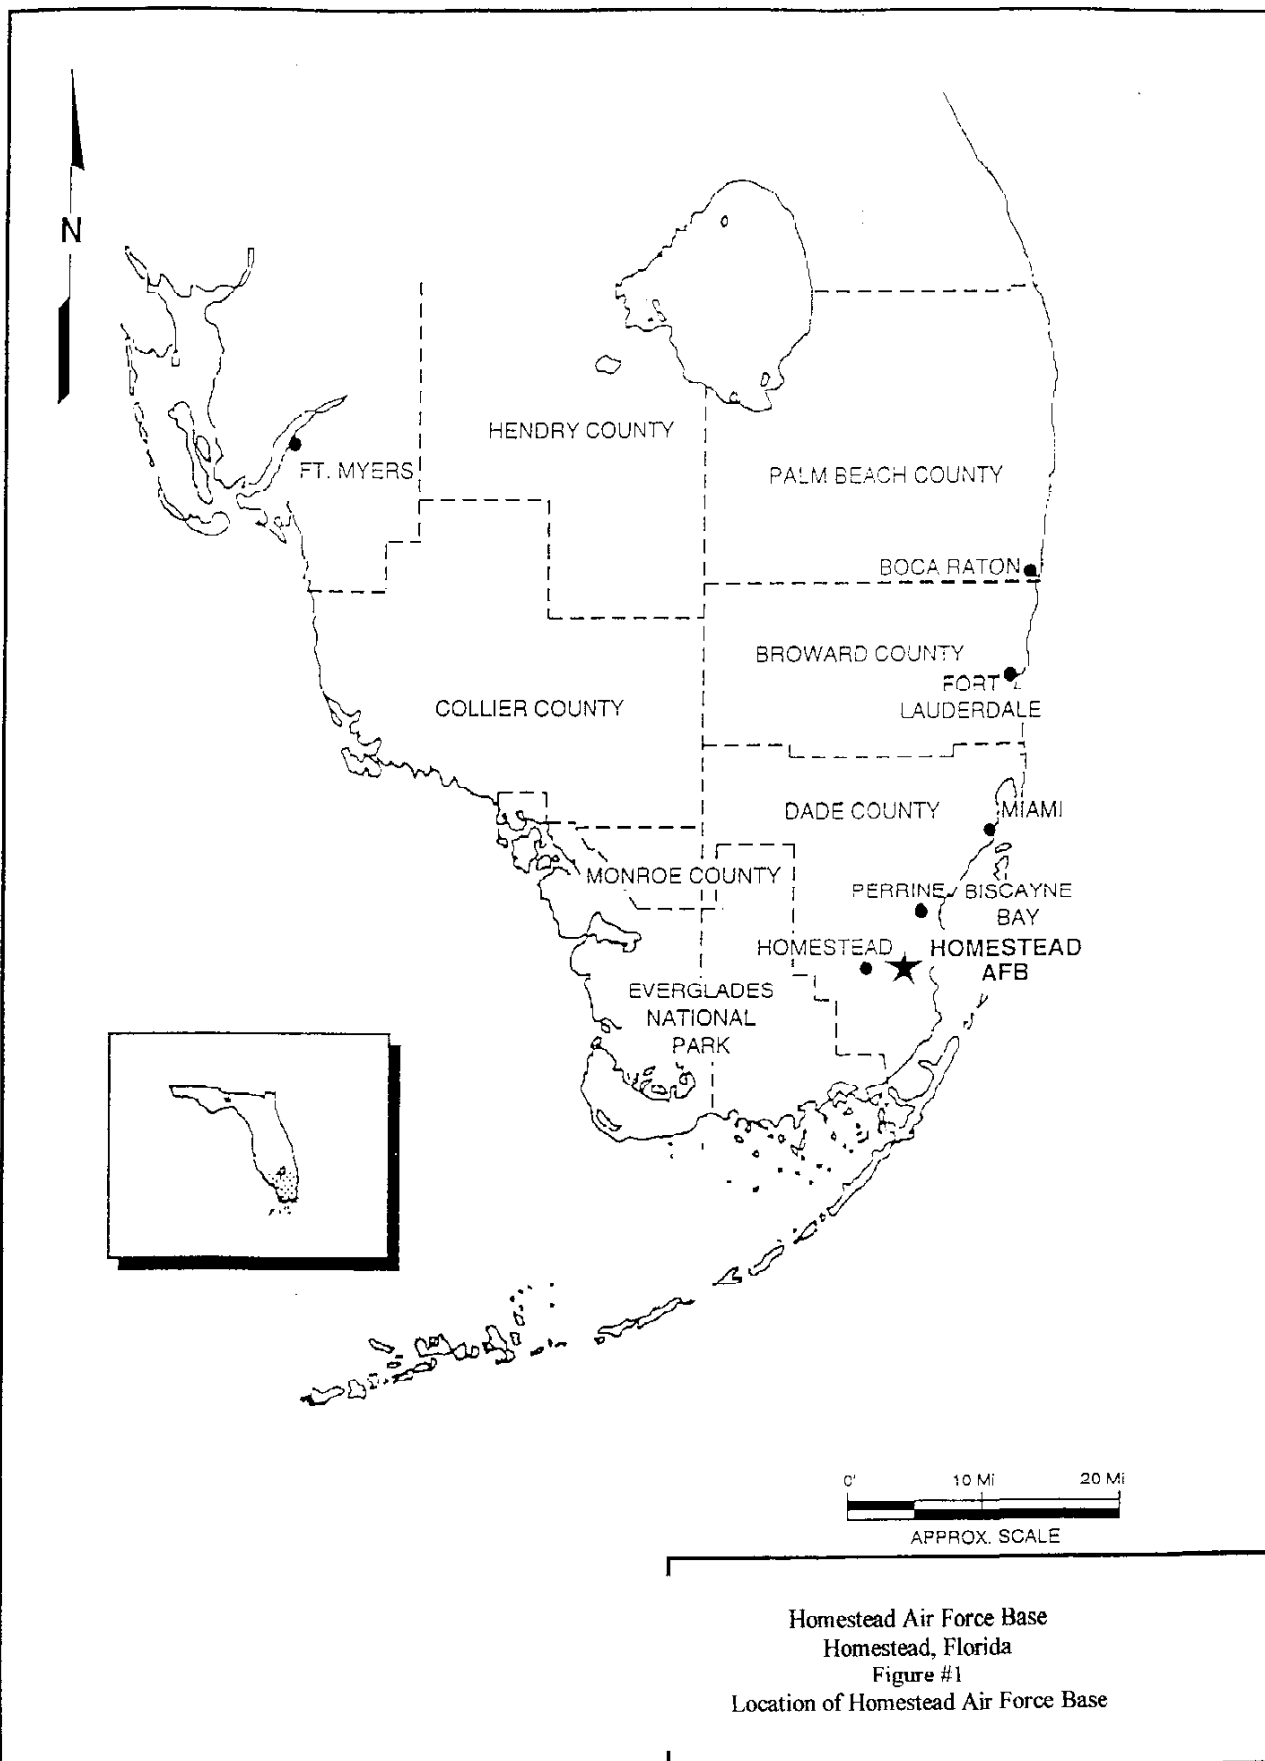 N
HENDRY COUNTY
FT. MYERS
PALM BEACH COUNTY
BOCA RATON
BROWARD COUNTY
FORT
LAUDERDALE
COLLIER COUNTY
DADE COUNTY
MIAMI
MONROE COUNTY
PERRINE
BISCAYNE
BAY
HOMESTEAD
HOMESTEAD
AFB
EVERGLADES
NATIONAL
PARK
0' 10 Mi 20 Mi
APPROX. SCALE
Homestead Air Force Base
Homestead, Florida
Figure #1
Location of Homestead Air Force Base